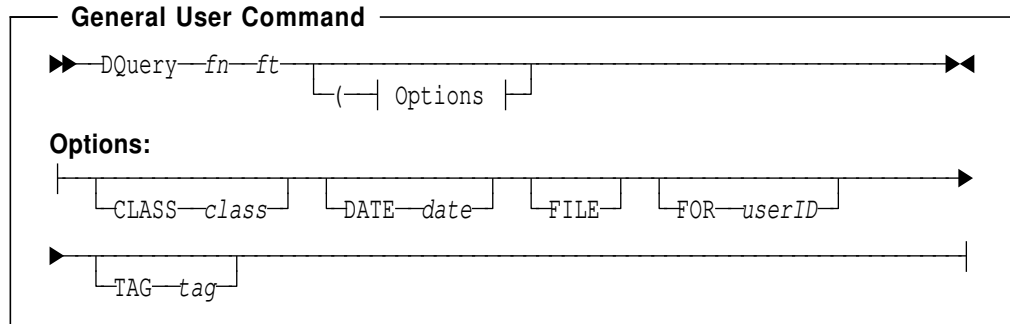 General User Command
DQuery fn ft
( Options
Options:
CLASS class DATE date FILE FOR userID
TAG tag